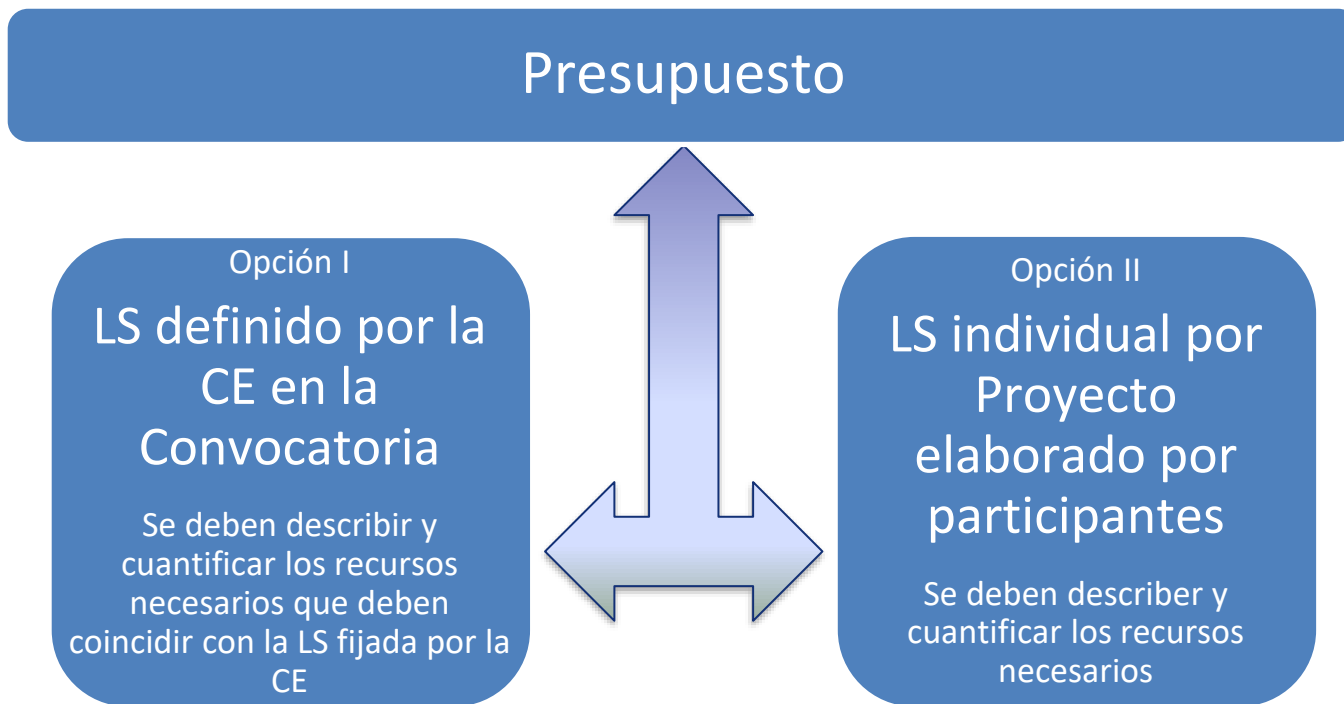 Presupuesto
Opción I
LS definido por la
CE en la
Convocatoria
Se deben describir y
cuantificar los recursos
necesarios que deben
coincidir con la LS fijada por la
CE
Opción II
LS individual por
Proyecto
elaborado por
participantes
Se deben describer y
cuantificar los recursos
necesarios